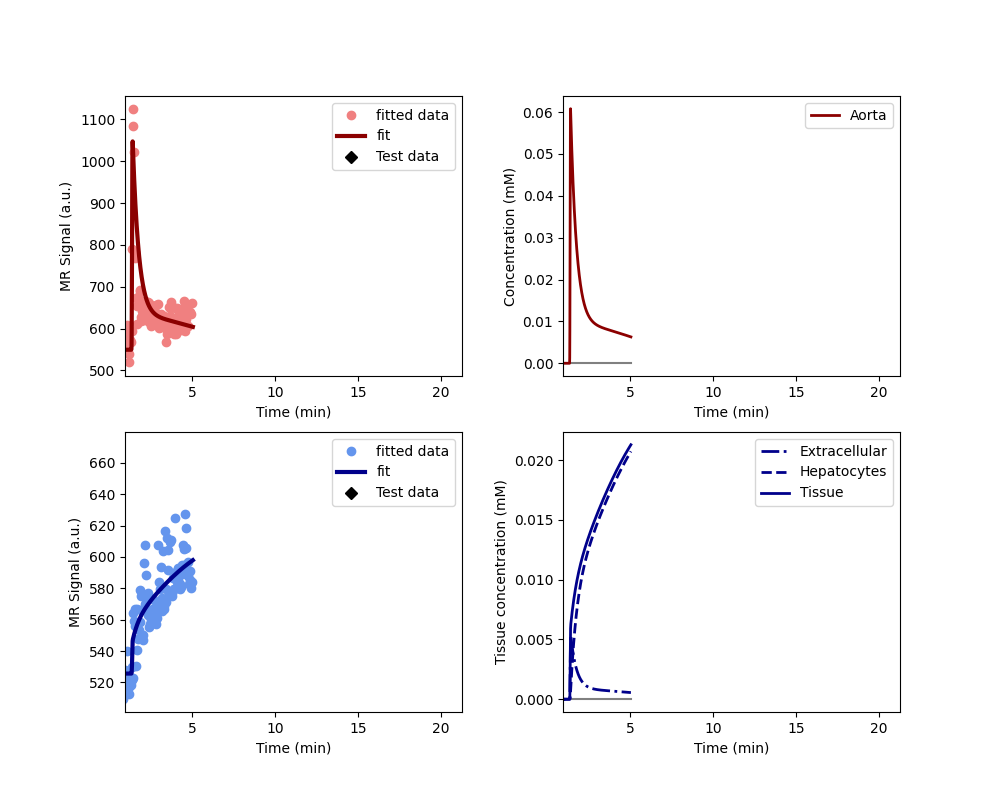 1100
1000
900
800
700
600
500
MR Signal (a.u.)
5
10
15
20
Time (min)
fitted data
fit
Test data
0.06
0.05
0.04
0.03
0.02
0.01
0.00
Concentration (mM)
5
10
15
20
Time (min)
Aorta
660
640
620
600
580
560
540
520
MR Signal (a.u.)
5
10
15
20
Time (min)
fitted data
fit
Test data
0.020
0.015
0.010
0.005
0.000
Tissue concentration (mM)
5
10
15
20
Time (min)
Extracellular
Hepatocytes
Tissue